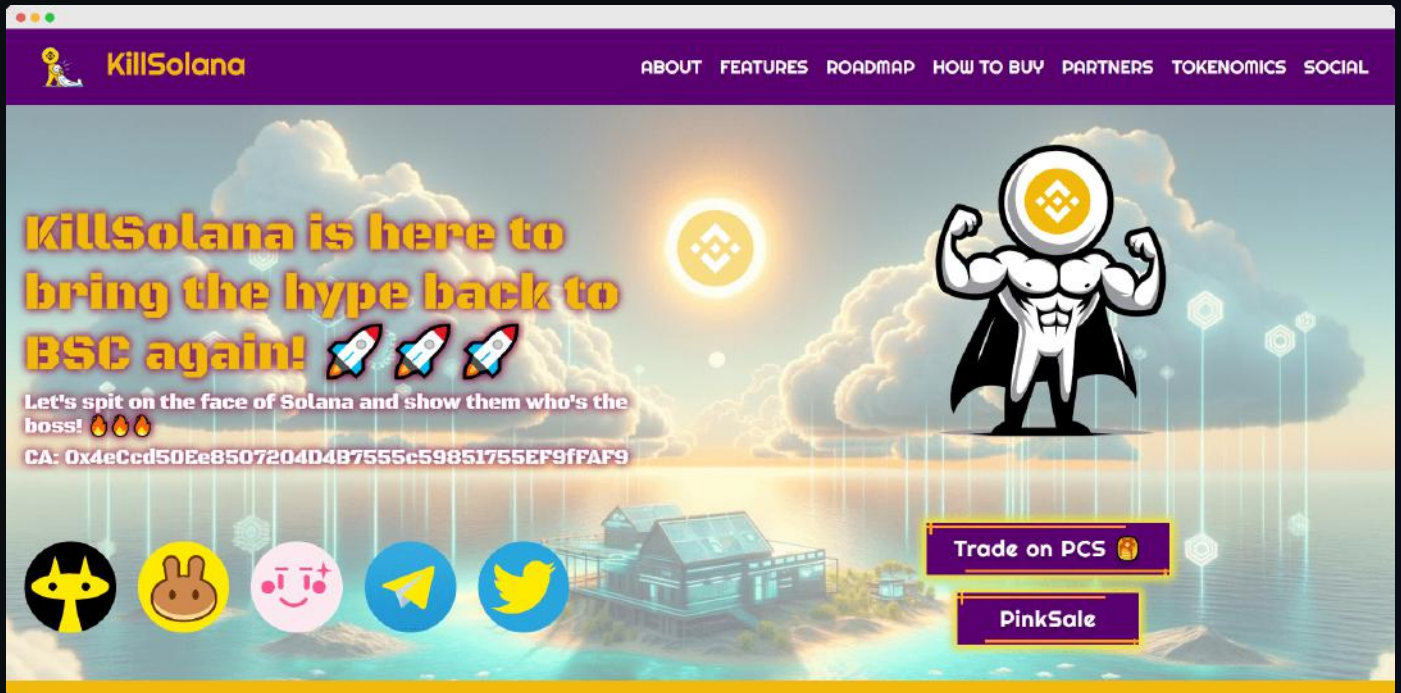 KillSolana
ABOUT FEATURES ROADMAP HOW TO BUY PARTNERS TOKENOMICS SOCIAL
KillSolana is here to
bring the hype back to
BSC again! 🚀 🚀 🚀
Let's spit on the face of Solana and show them who's the
boss! 🔥🔥🔥
CA: 0x4eCcd50Ee8507204D4B7555c59851755EF9fFAF9
Trade on PCS 🥞
PinkSale